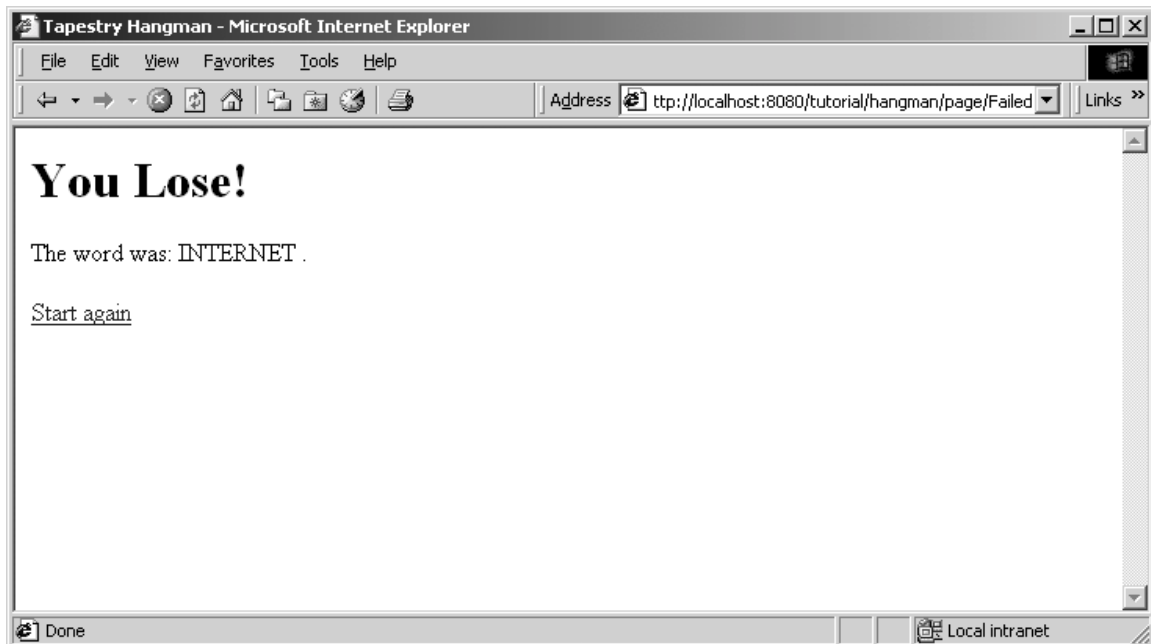 Tapestry Hangman - Microsoft Internet Explorer
File Edit View Favorites Tools Help
Address ttp://localhost:8080/tutorial/hangman/page/Failed Links »
You Lose!
The word was: INTERNET .
Start again
Done Local intranet